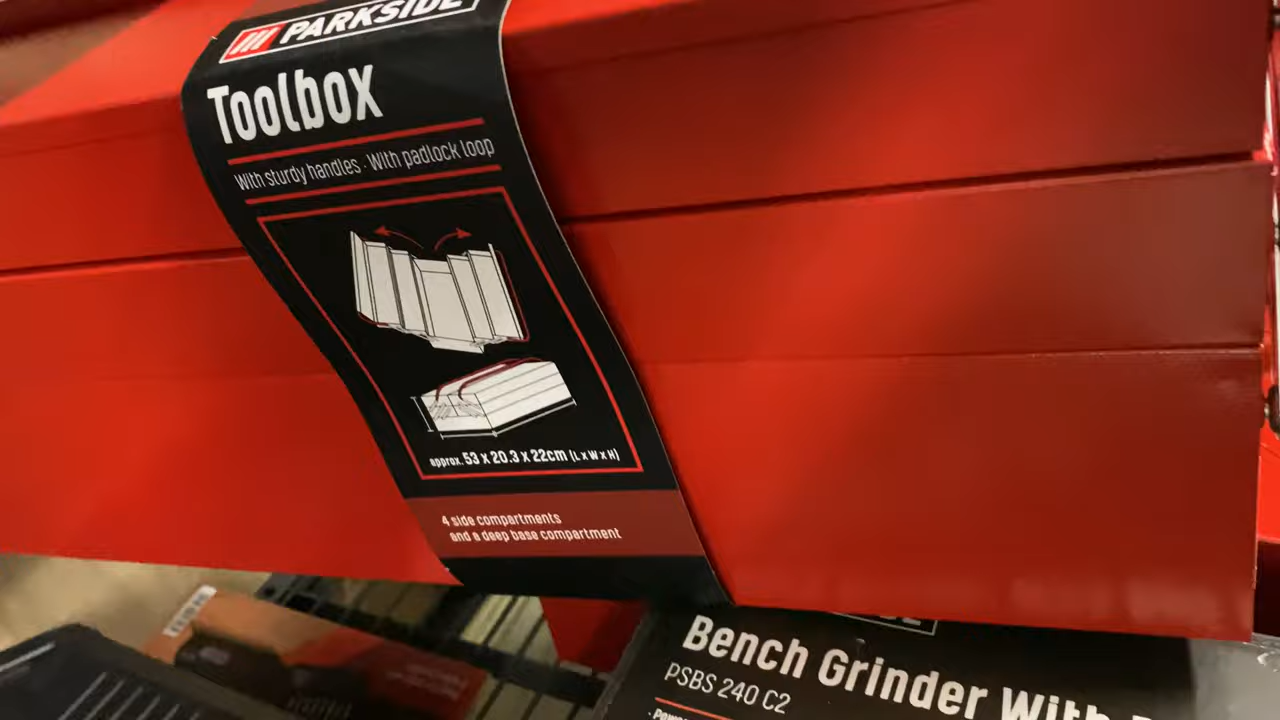 PARKSIDE
Toolbox
With sturdy handles · With padlock loop
approx. 53 x 20.3 x 22cm (L x W x H)
4 side compartments
and a deep base compartment
Bench Grinder With
PSBS 240 C2